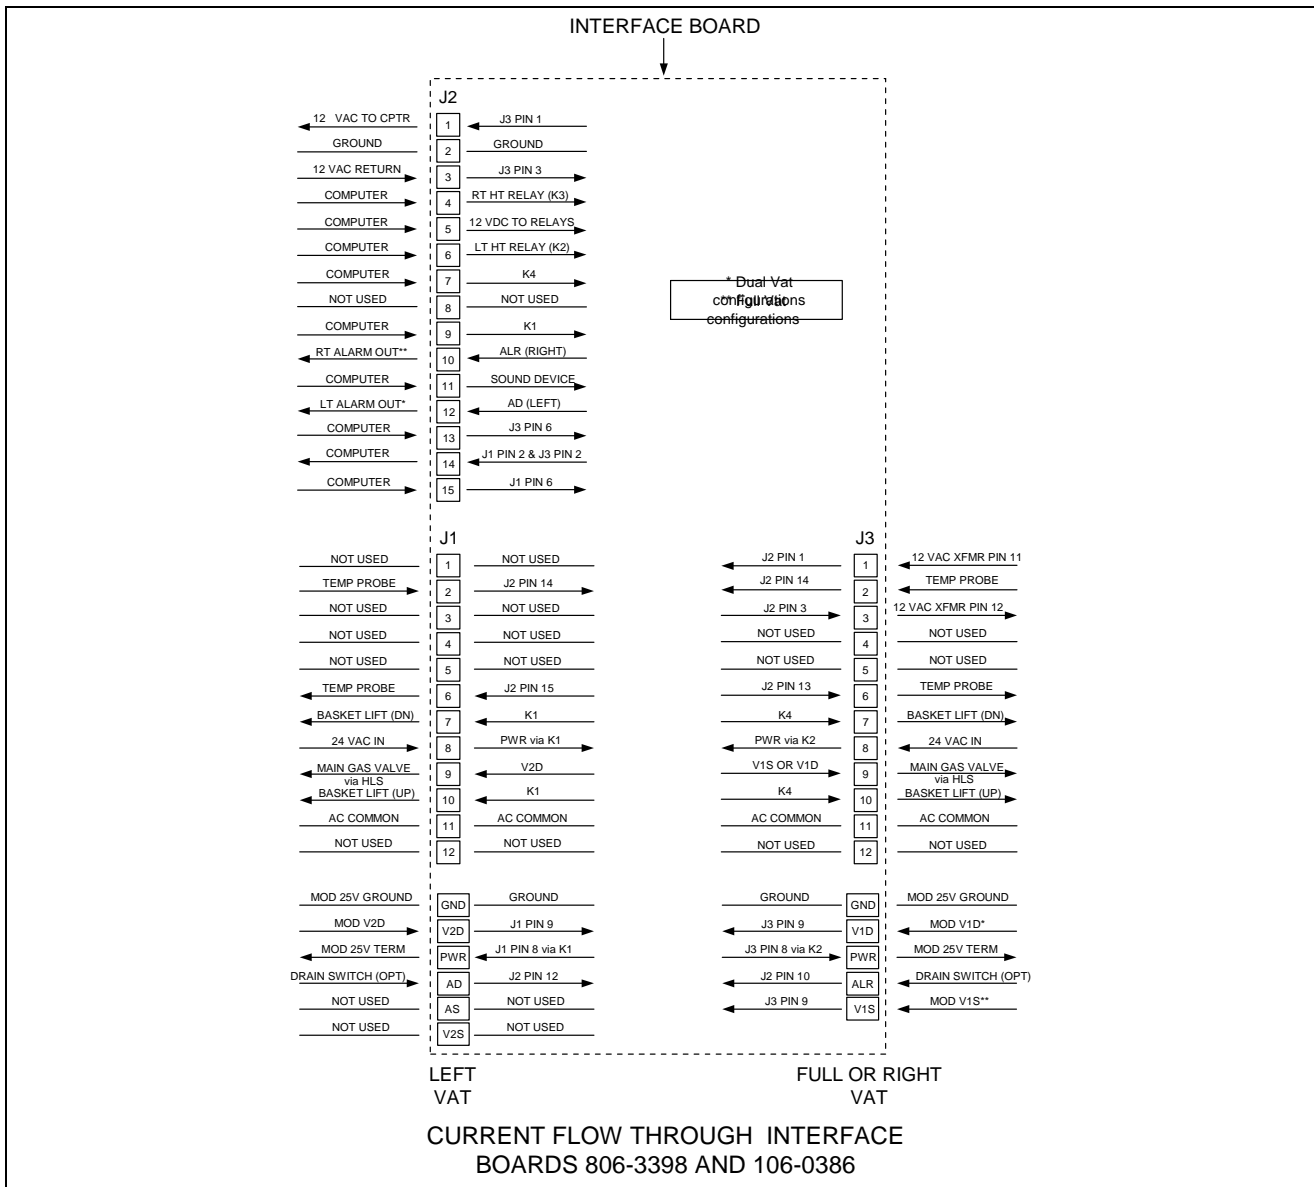 INTERFACE BOARD
J2
12 VAC TO CPTR 1 J3 PIN 1
GROUND 2 GROUND
12 VAC RETURN 3 J3 PIN 3
COMPUTER 4 RT HT RELAY (K3)
COMPUTER 5 12 VDC TO RELAYS
COMPUTER 6 LT HT RELAY (K2)
COMPUTER 7 K4
NOT USED 8 NOT USED
COMPUTER 9 K1
RT ALARM OUT** 10 ALR (RIGHT)
COMPUTER 11 SOUND DEVICE
LT ALARM OUT* 12 AD (LEFT)
COMPUTER 13 J3 PIN 6
COMPUTER 14 J1 PIN 2 & J3 PIN 2
COMPUTER 15 J1 PIN 6
* Dual Vat
configurations
** Full Vat
configurations
J1
NOT USED 1 NOT USED
TEMP PROBE 2 J2 PIN 14
NOT USED 3 NOT USED
NOT USED 4 NOT USED
NOT USED 5 NOT USED
TEMP PROBE 6 J2 PIN 15
BASKET LIFT (DN) 7 K1
24 VAC IN 8 PWR via K1
MAIN GAS VALVE 9 V2D
via HLS
BASKET LIFT (UP) 10 K1
AC COMMON 11 AC COMMON
NOT USED 12 NOT USED
MOD 25V GROUND GND GROUND
MOD V2D V2D J1 PIN 9
MOD 25V TERM PWR J1 PIN 8 via K1
DRAIN SWITCH (OPT) AD J2 PIN 12
NOT USED AS NOT USED
NOT USED V2S NOT USED
LEFT
VAT
J3
J2 PIN 1 1 12 VAC XFMR PIN 11
J2 PIN 14 2 TEMP PROBE
J2 PIN 3 3 12 VAC XFMR PIN 12
NOT USED 4 NOT USED
NOT USED 5 NOT USED
J2 PIN 13 6 TEMP PROBE
K4 7 BASKET LIFT (DN)
PWR via K2 8 24 VAC IN
V1S OR V1D 9 MAIN GAS VALVE
via HLS
K4 10 BASKET LIFT (UP)
AC COMMON 11 AC COMMON
NOT USED 12 NOT USED
GROUND GND MOD 25V GROUND
J3 PIN 9 V1D MOD V1D*
J3 PIN 8 via K2 PWR MOD 25V TERM
J2 PIN 10 ALR DRAIN SWITCH (OPT)
J3 PIN 9 V1S MOD V1S**
FULL OR RIGHT
VAT
CURRENT FLOW THROUGH INTERFACE
BOARDS 806-3398 AND 106-0386